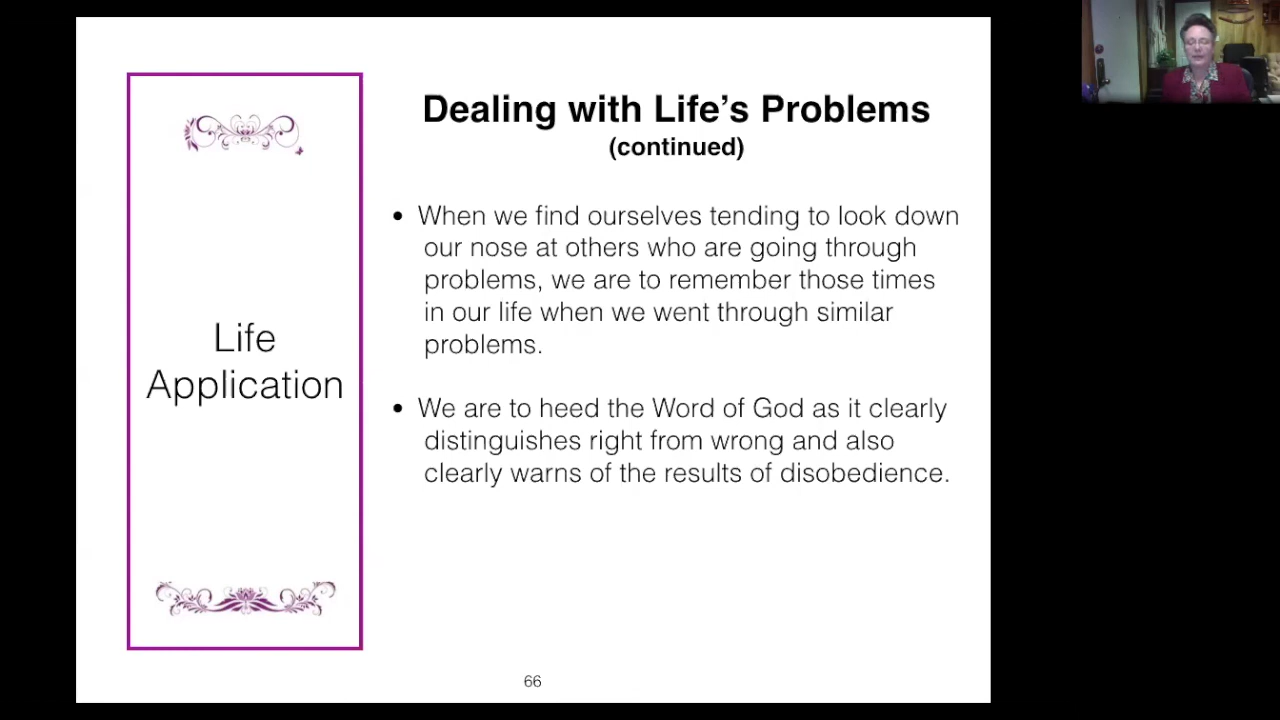 Dealing with Life’s Problems
(continued)
Life
Application
• When we find ourselves tending to look down
our nose at others who are going through
problems, we are to remember those times
in our life when we went through similar
problems.
• We are to heed the Word of God as it clearly
distinguishes right from wrong and also
clearly warns of the results of disobedience.
66